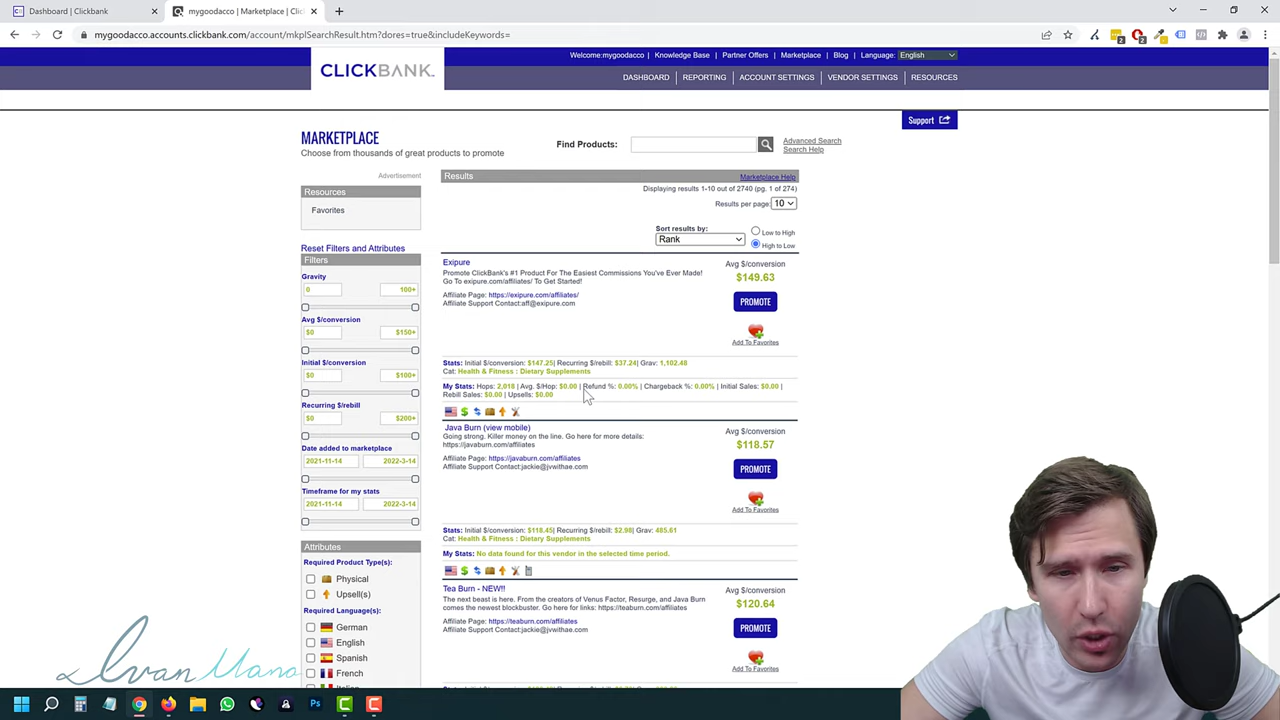 Dashboard | Clickbank
mygoodacco | Marketplace | Click
mygoodacco.accounts.clickbank.com/account/mkplSearchResult.htm?dores=true&includeKeywords=
Welcome:mygoodacco | Knowledge Base | Partner Offers | Marketplace | Blog | Language: English
CLICKBANK.
DASHBOARD | REPORTING | ACCOUNT SETTINGS | VENDOR SETTINGS | RESOURCES
Support
MARKETPLACE
Choose from thousands of great products to promote
Find Products:
Advanced Search
Search Help
Advertisement
Resources
Favorites
Reset Filters and Attributes
Filters
Gravity
0 100+
Avg $/conversion
$0 $150+
Initial $/conversion
$0 $100+
Recurring $/rebill
$0 $200+
Date added to marketplace
2021-11-14 2022-3-14
Timeframe for my stats
2021-11-14 2022-3-14
Attributes
Required Product Type(s):
Physical
Upsell(s)
Required Language(s):
German
English
Spanish
French
Results
Marketplace Help
Displaying results 1-10 out of 2740 (pg. 1 of 274)
Results per page: 10
Sort results by:
Rank
Low to High
High to Low
Exipure
Promote ClickBank's #1 Product For The Easiest Commissions You've Ever Made!
Go To exipure.com/affiliates/ To Get Started!
Affiliate Page: https://exipure.com/affiliates/
Affiliate Support Contact:aff@exipure.com
Avg $/conversion
$149.63
PROMOTE
Add To Favorites
Stats: Initial $/conversion: $147.25| Recurring $/rebill: $37.24| Grav: 1,102.48
Cat: Health & Fitness : Dietary Supplements
My Stats: Hops: 2,018 | Avg. $/Hop: $0.00 | Refund %: 0.00% | Chargeback %: 0.00% | Initial Sales: $0.00 |
Rebill Sales: $0.00 | Upsells: $0.00
Java Burn (view mobile)
Going strong. Killer money on the line. Go here for more details:
https://javaburn.com/affiliates
Affiliate Page: https://javaburn.com/affiliates
Affiliate Support Contact:jackie@jvwithae.com
Avg $/conversion
$118.57
PROMOTE
Add To Favorites
Stats: Initial $/conversion: $118.45| Recurring $/rebill: $2.98| Grav: 485.61
Cat: Health & Fitness : Dietary Supplements
My Stats: No data found for this vendor in the selected time period.
Tea Burn - NEW!!
The next beast is here. From the creators of Venus Factor, Resurge, and Java Burn
comes the newest blockbuster. Go here for links: https://teaburn.com/affiliates
Affiliate Page: https://teaburn.com/affiliates
Affiliate Support Contact:jackie@jvwithae.com
Avg $/conversion
$120.64
PROMOTE
Add To Favorites
Ivan Mana